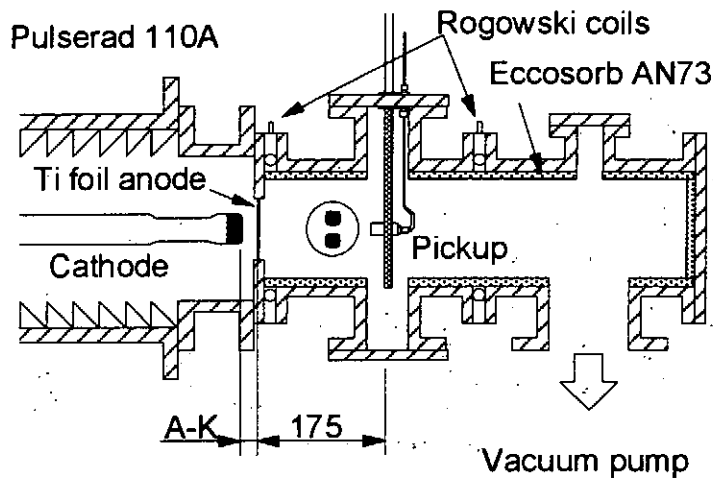 Pulserad 110A
Rogowski coils
Eccosorb AN73
Ti foil anode
Cathode
Pickup
A-K
175
Vacuum pump